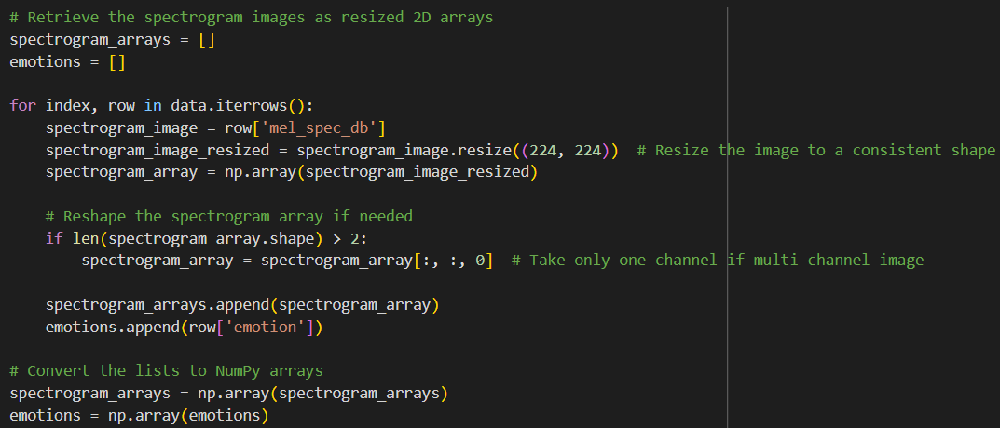 # Retrieve the spectrogram images as resized 2D arrays
spectrogram_arrays = []
emotions = []

for index, row in data.iterrows():
    spectrogram_image = row['mel_spec_db']
    spectrogram_image_resized = spectrogram_image.resize((224, 224))  # Resize the image to a consistent shape
    spectrogram_array = np.array(spectrogram_image_resized)

    # Reshape the spectrogram array if needed
    if len(spectrogram_array.shape) > 2:
        spectrogram_array = spectrogram_array[:, :, 0]  # Take only one channel if multi-channel image

    spectrogram_arrays.append(spectrogram_array)
    emotions.append(row['emotion'])

# Convert the lists to NumPy arrays
spectrogram_arrays = np.array(spectrogram_arrays)
emotions = np.array(emotions)